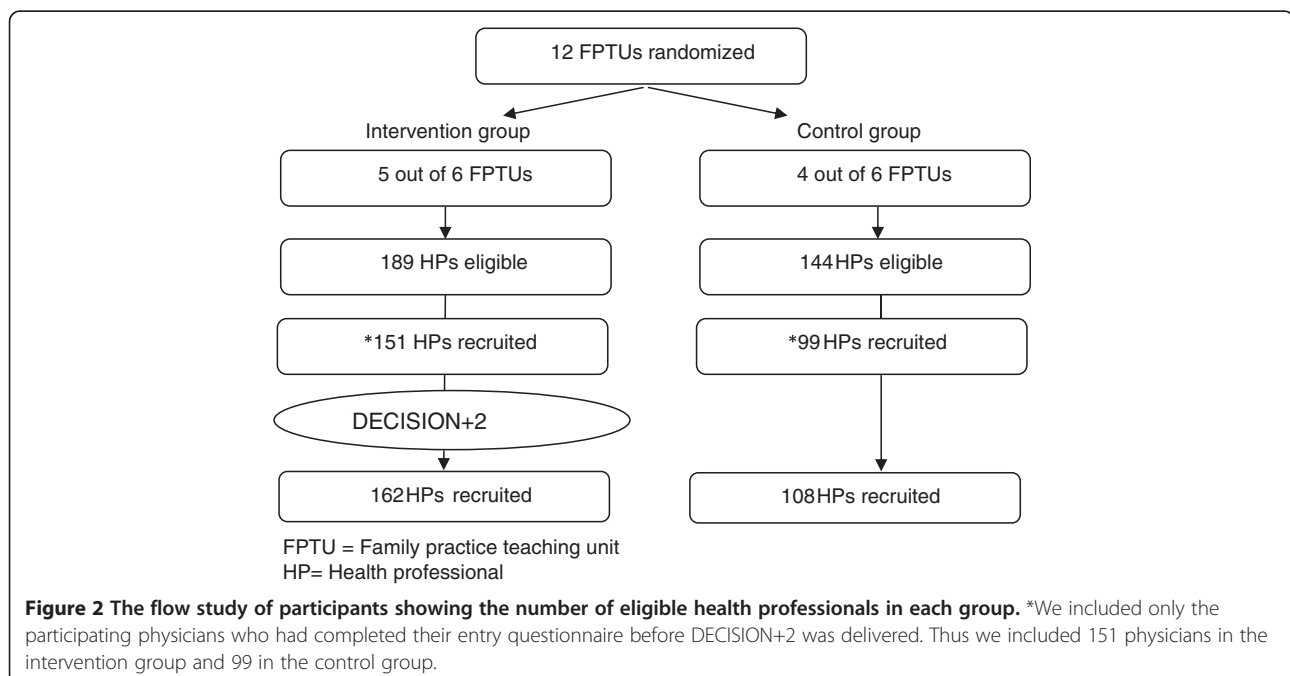 12 FPTUs randomized
Intervention group
Control group
5 out of 6 FPTUs
4 out of 6 FPTUs
189 HPs eligible
144HPs eligible
*151 HPs recruited
*99HPs recruited
DECISION+2
162HPs recruited
108HPs recruited
FPTU = Family practice teaching unit
HP= Health professional
Figure 2 The flow study of participants showing the number of eligible health professionals in each group. *We included only the
participating physicians who had completed their entry questionnaire before DECISION+2 was delivered. Thus we included 151 physicians in the
intervention group and 99 in the control group.